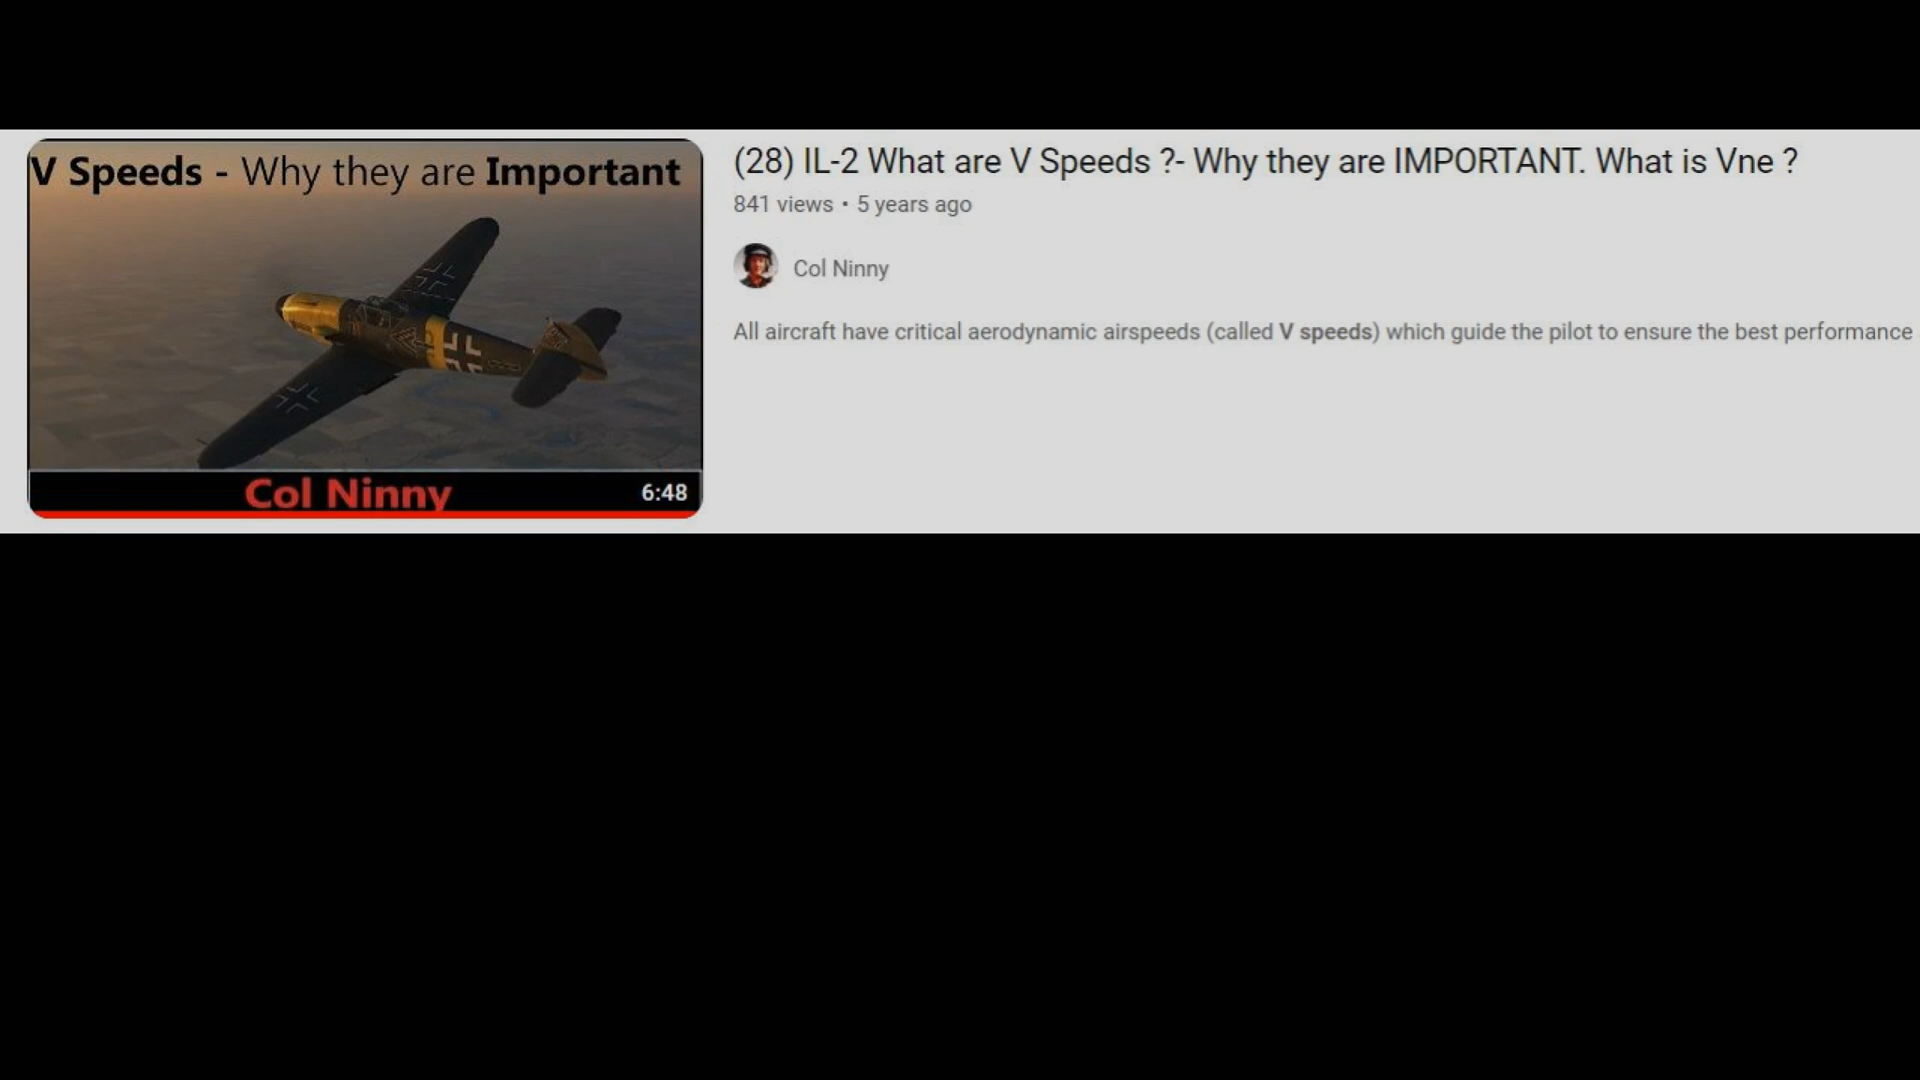 V Speeds - Why they are Important
Col Ninny
6:48
(28) IL-2 What are V Speeds ?- Why they are IMPORTANT. What is Vne ?
841 views • 5 years ago
Col Ninny
All aircraft have critical aerodynamic airspeeds (called V speeds) which guide the pilot to ensure the best performance